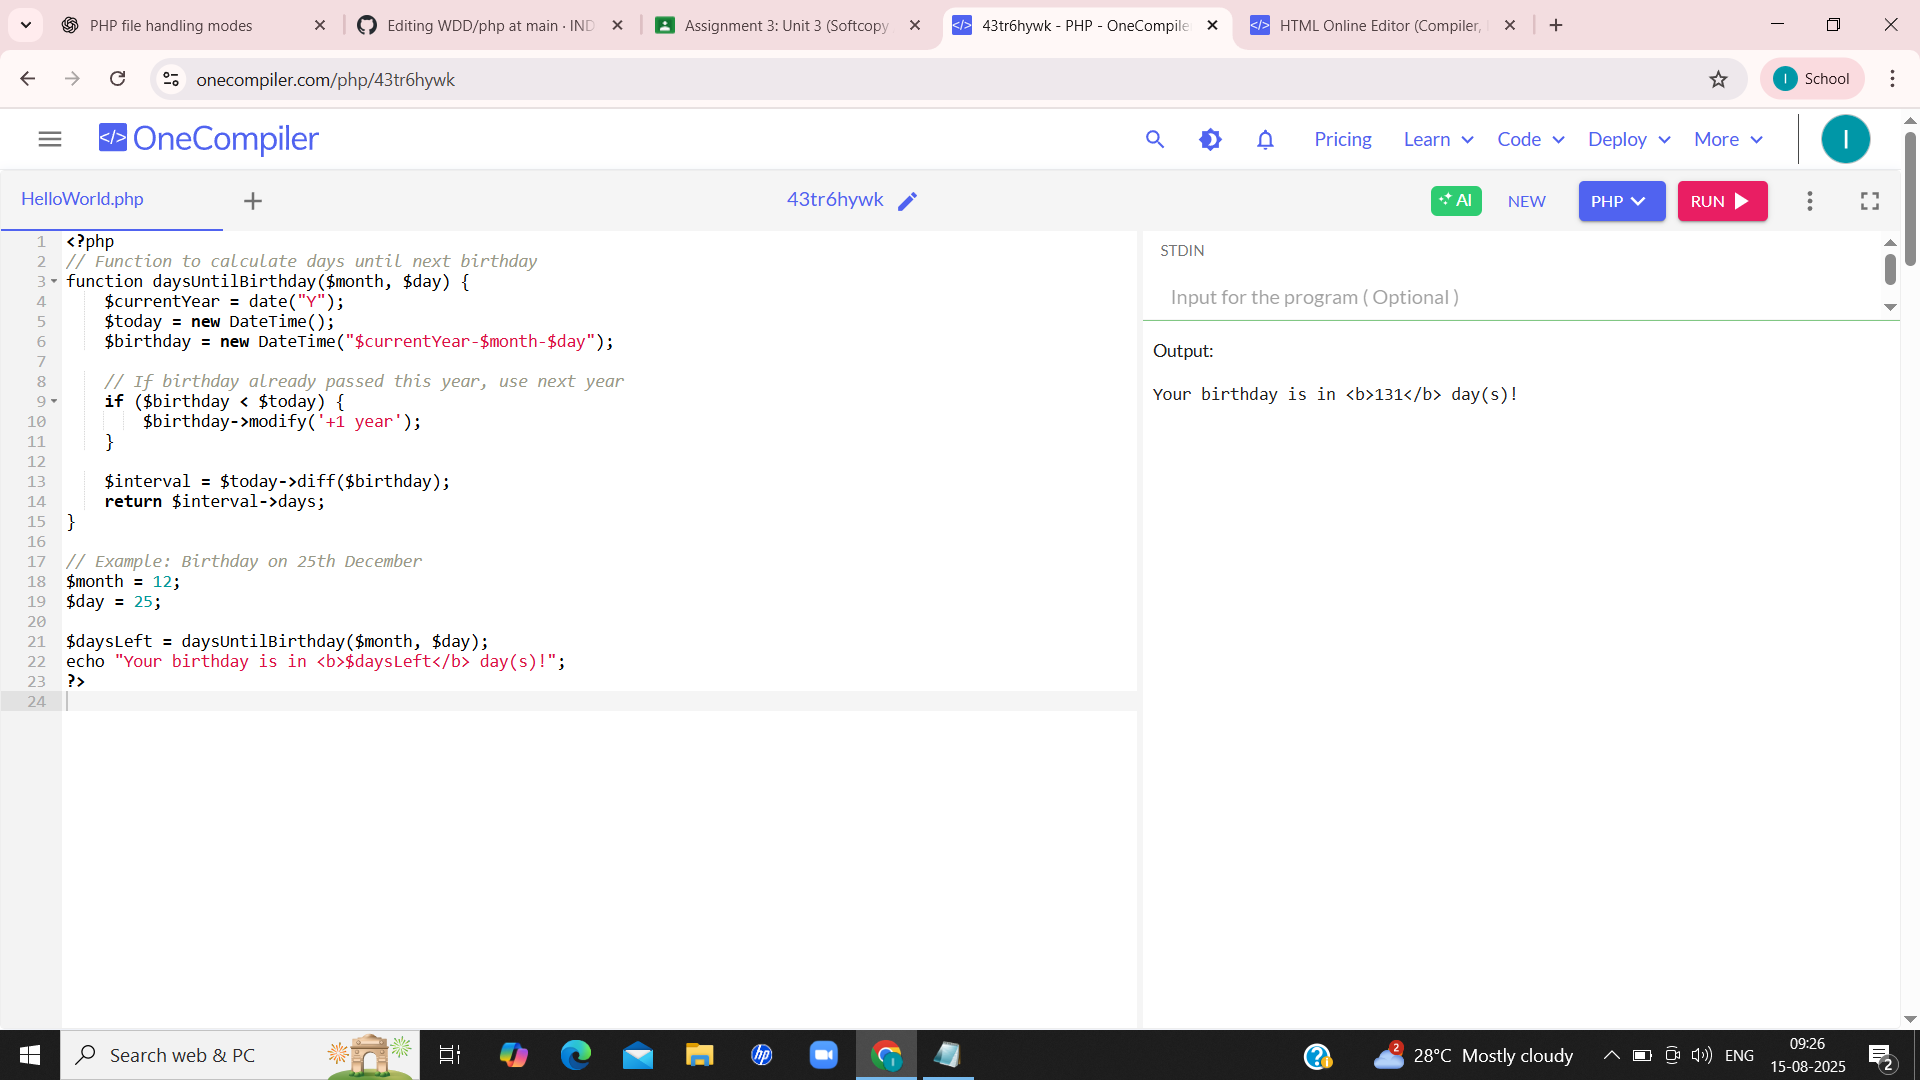 PHP file handling modes
Editing WDD/php at main · IND
Assignment 3: Unit 3 (Softcopy
43tr6hywk - PHP - OneCompile
HTML Online Editor (Compiler,
onecompiler.com/php/43tr6hywk
I School
</> OneCompiler
Pricing Learn Code Deploy More
I
HelloWorld.php
43tr6hywk
AI NEW PHP RUN
1 <?php
2 // Function to calculate days until next birthday
3 function daysUntilBirthday($month, $day) {
4 $currentYear = date("Y");
5 $today = new DateTime();
6 $birthday = new DateTime("$currentYear-$month-$day");
7
8 // If birthday already passed this year, use next year
9 if ($birthday < $today) {
10 $birthday->modify('+1 year');
11 }
12
13 $interval = $today->diff($birthday);
14 return $interval->days;
15 }
16
17 // Example: Birthday on 25th December
18 $month = 12;
19 $day = 25;
20
21 $daysLeft = daysUntilBirthday($month, $day);
22 echo "Your birthday is in <b>$daysLeft</b> day(s)!";
23 ?>
24
STDIN
Input for the program ( Optional )
Output:
Your birthday is in <b>131</b> day(s)!
Search web & PC
hp
2
28°C Mostly cloudy
ENG
09:26
15-08-2025
2